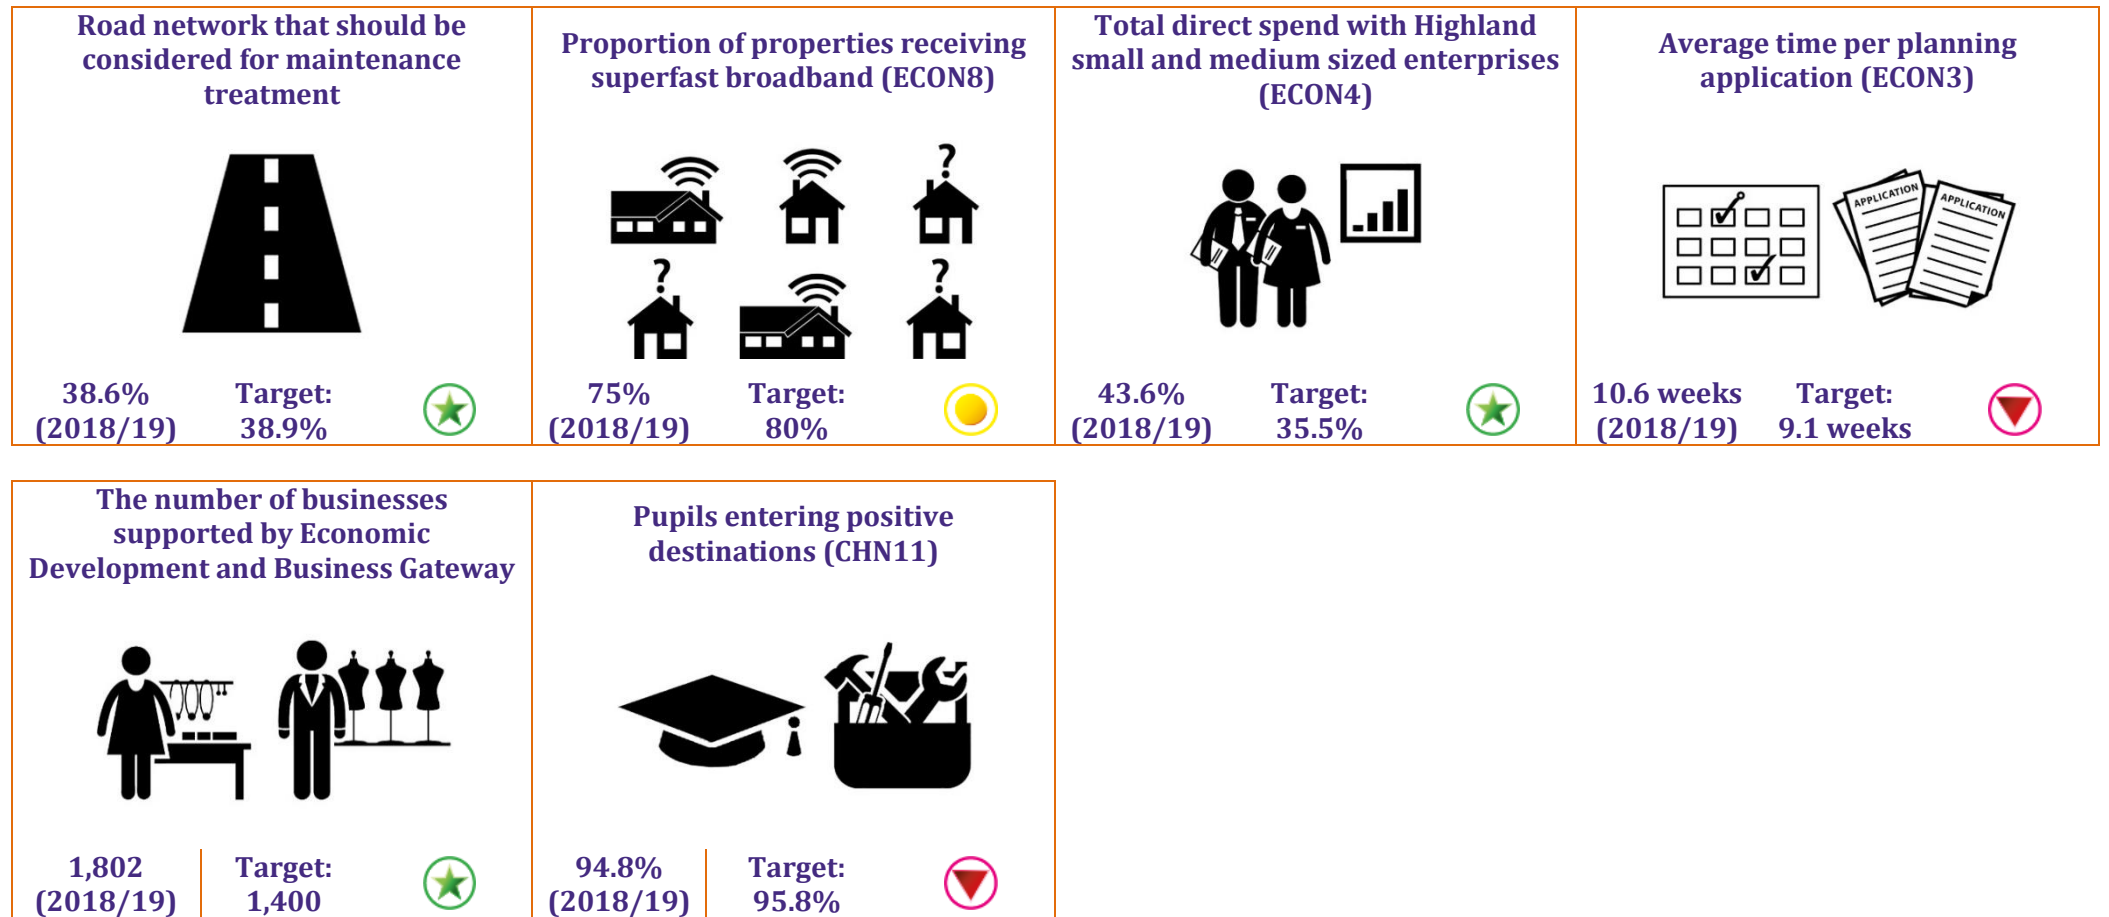 Road network that should be
considered for maintenance
treatment
38.6%
(2018/19)
Target:
38.9%
Proportion of properties receiving
superfast broadband (ECON8)
?
?
?
?
75%
(2018/19)
Target:
80%
Total direct spend with Highland
small and medium sized enterprises
(ECON4)
43.6%
(2018/19)
Target:
35.5%
Average time per planning
application (ECON3)
APPLICATION
APPLICATION
10.6 weeks
(2018/19)
Target:
9.1 weeks
The number of businesses
supported by Economic
Development and Business Gateway
1,802
(2018/19)
Target:
1,400
Pupils entering positive
destinations (CHN11)
94.8%
(2018/19)
Target:
95.8%